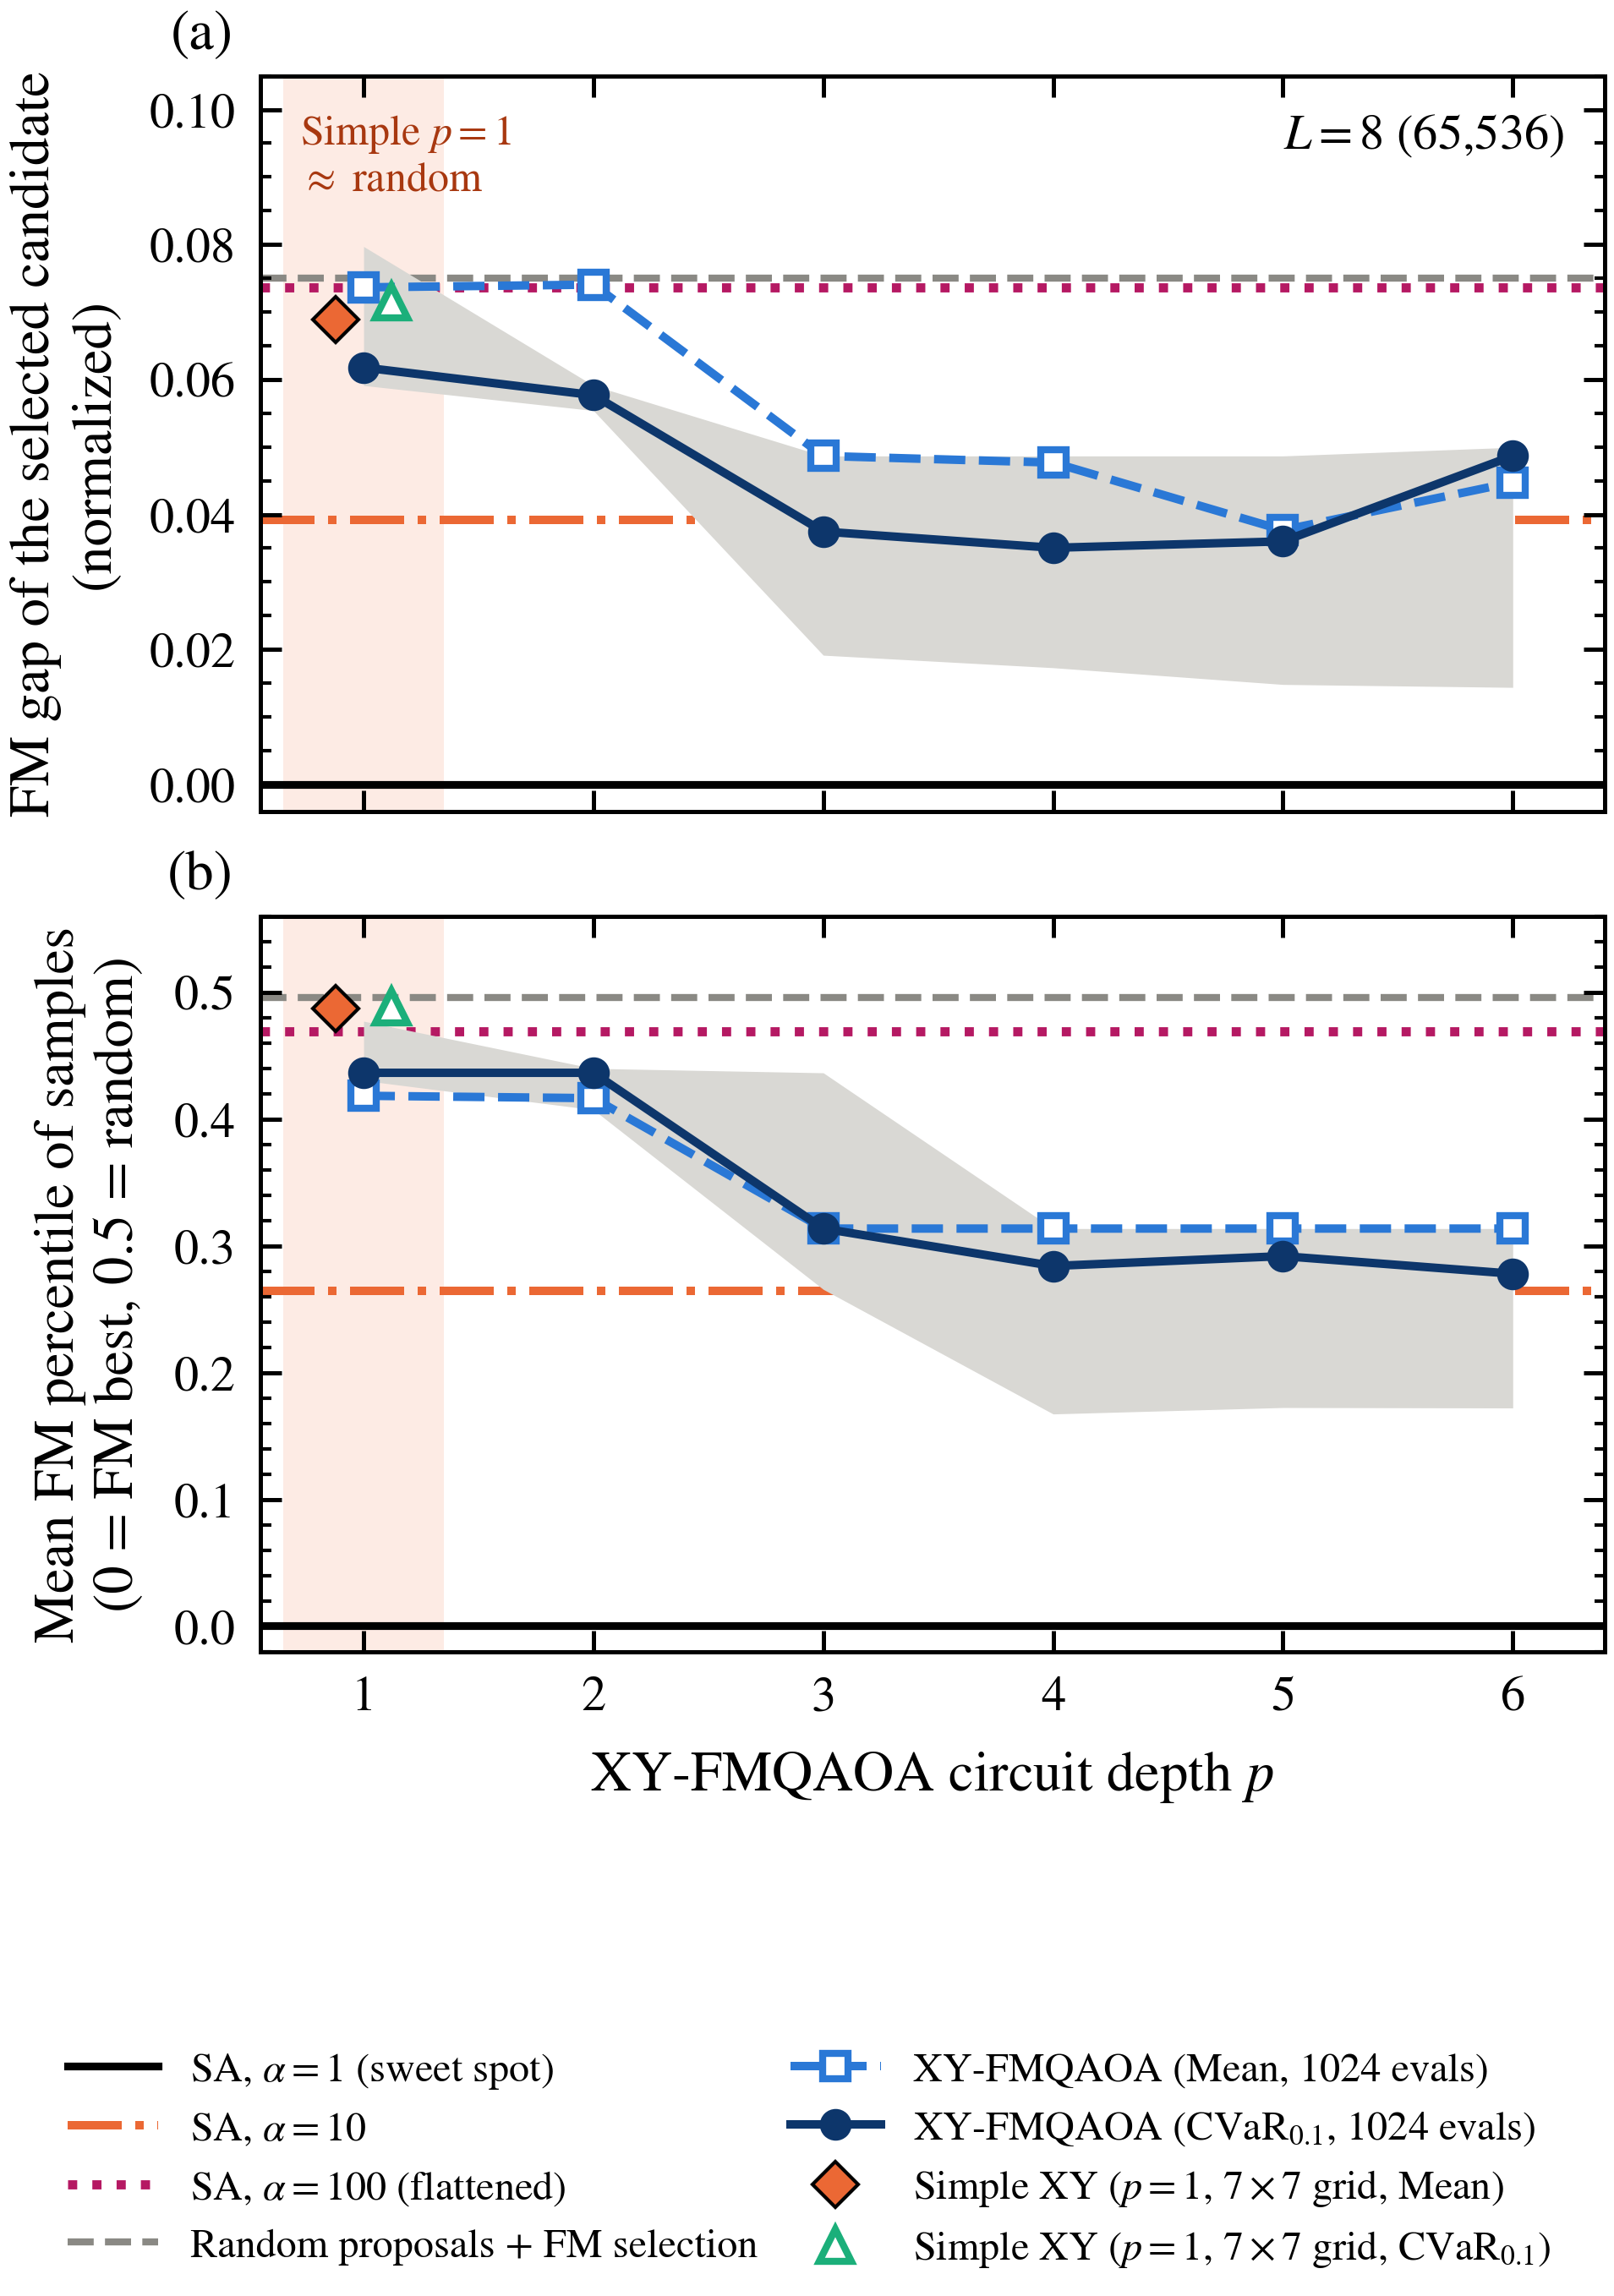 (a)
FM gap of the selected candidate
(normalized)
0.10
0.08
0.06
0.04
0.02
0.00
Simple p = 1
≈ random
L = 8 (65,536)
(b)
Mean FM percentile of samples
(0 = FM best, 0.5 = random)
0.5
0.4
0.3
0.2
0.1
0.0
1 2 3 4 5 6
XY-FMQAOA circuit depth p
SA, α = 1 (sweet spot)
SA, α = 10
SA, α = 100 (flattened)
Random proposals + FM selection
XY-FMQAOA (Mean, 1024 evals)
XY-FMQAOA (CVaR0.1, 1024 evals)
Simple XY (p = 1, 7 × 7 grid, Mean)
Simple XY (p = 1, 7 × 7 grid, CVaR0.1)